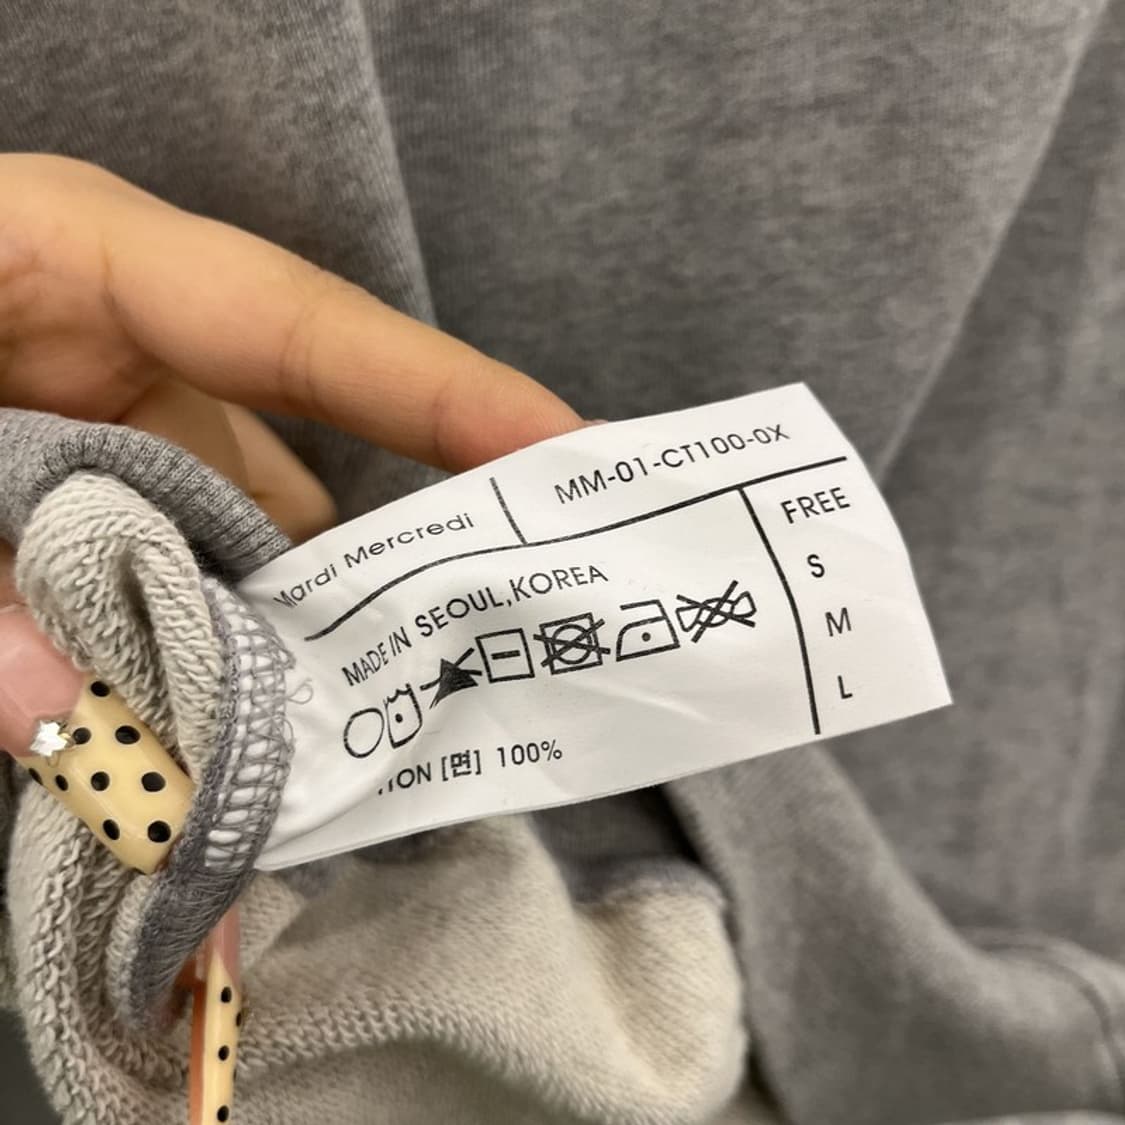 Mardi Mercredi
MM-01-CT100-0X
MADE IN SEOUL,KOREA
[면] 100%
FREE
S
M
L